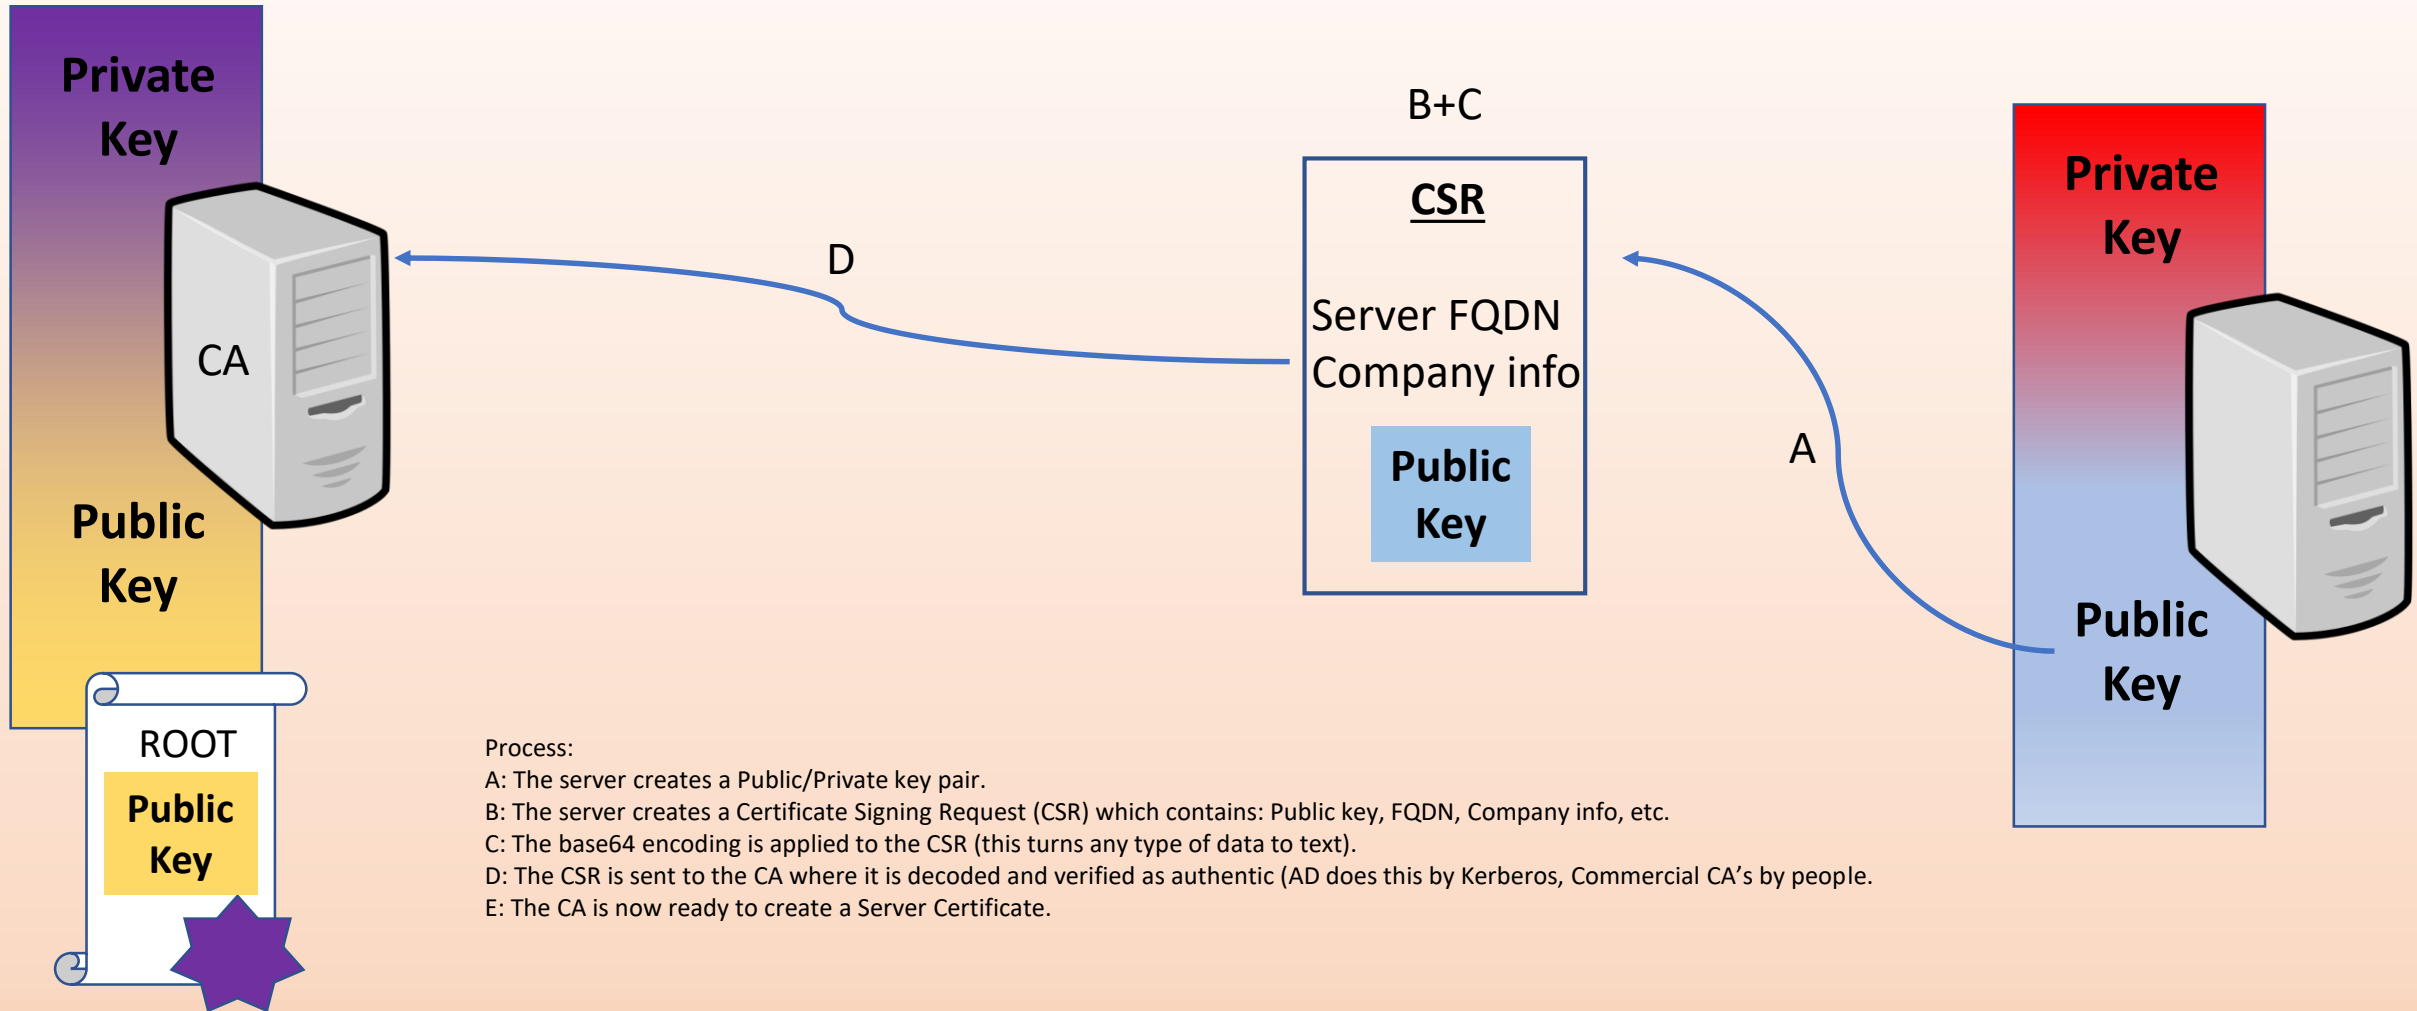 Private
Key
CA
Public
Key
ROOT
Public
Key
D
B+C
CSR
Server FQDN
Company info
Public
Key
A
Private
Key
Public
Key
Process:
A: The server creates a Public/Private key pair.
B: The server creates a Certificate Signing Request (CSR) which contains: Public key, FQDN, Company info, etc.
C: The base64 encoding is applied to the CSR (this turns any type of data to text).
D: The CSR is sent to the CA where it is decoded and verified as authentic (AD does this by Kerberos, Commercial CA's by people.
E: The CA is now ready to create a Server Certificate.